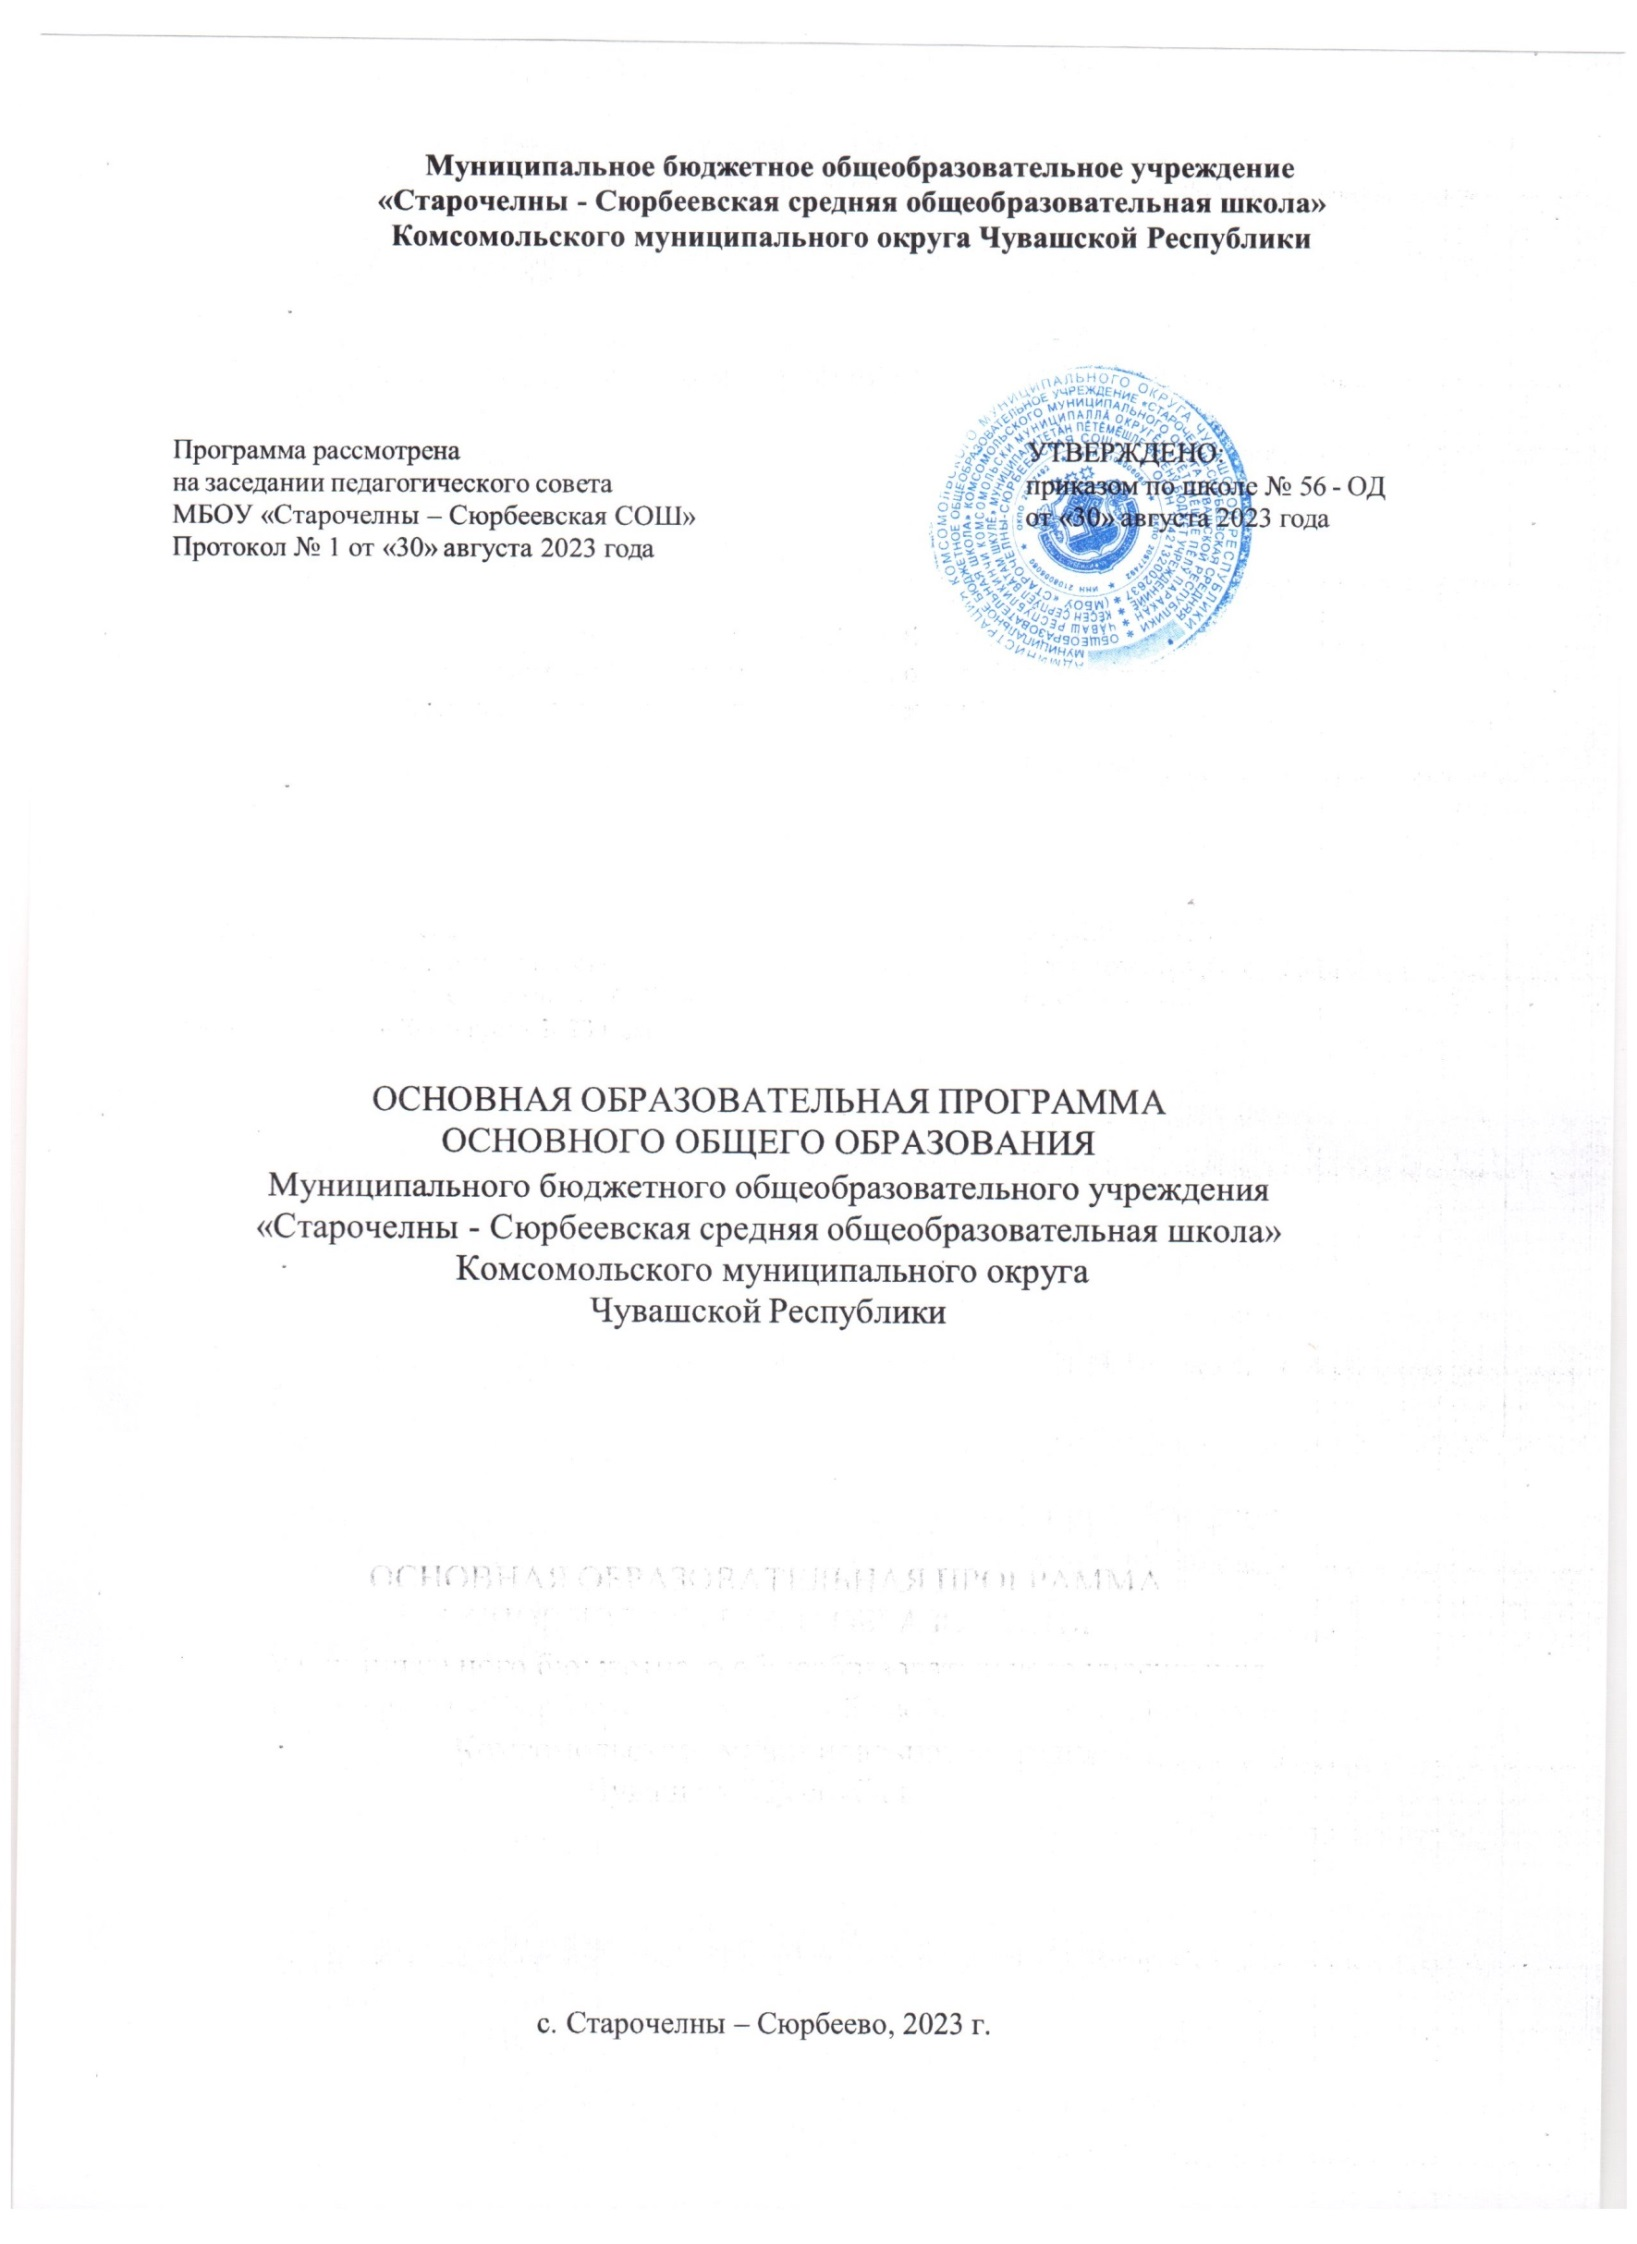 Муниципальное бюджетное общеобразовательное учреждение
«Старочелны - Сюрбеевская средняя общеобразовательная школа»
Комсомольского муниципального округа Чувашской Республики
Программа рассмотрена
на заседании педагогического совета
МБОУ «Старочелны – Сюрбеевская СОШ»
Протокол № 1 от «30» августа 2023 года
УТВЕРЖДЕНО:
приказом по школе № 56 - ОД
от «30» августа 2023 года
ОСНОВНАЯ ОБРАЗОВАТЕЛЬНАЯ ПРОГРАММА
ОСНОВНОГО ОБЩЕГО ОБРАЗОВАНИЯ
Муниципального бюджетного общеобразовательного учреждения
«Старочелны - Сюрбеевская средняя общеобразовательная школа»
Комсомольского муниципального округа
Чувашской Республики
ОСНОВНАЯ ОБРАЗОВАТЕЛЬНАЯ ПРОГРАММА
с. Старочелны – Сюрбеево, 2023 г.